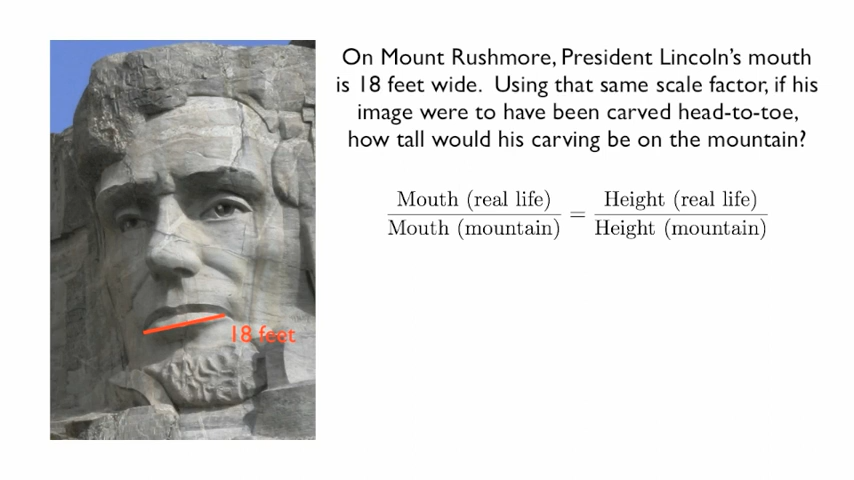 On Mount Rushmore, President Lincoln's mouth
is 18 feet wide. Using that same scale factor, if his
image were to have been carved head-to-toe,
how tall would his carving be on the mountain?
Mouth (real life) / Mouth (mountain) = Height (real life) / Height (mountain)
18 feet